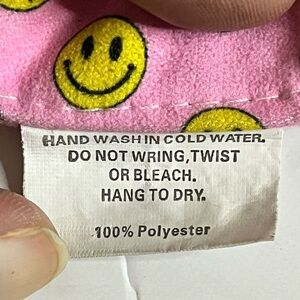 HAND WASH IN COLD WATER.
DO NOT WRING,TWIST
OR BLEACH.
HANG TO DRY.
100% Polyester